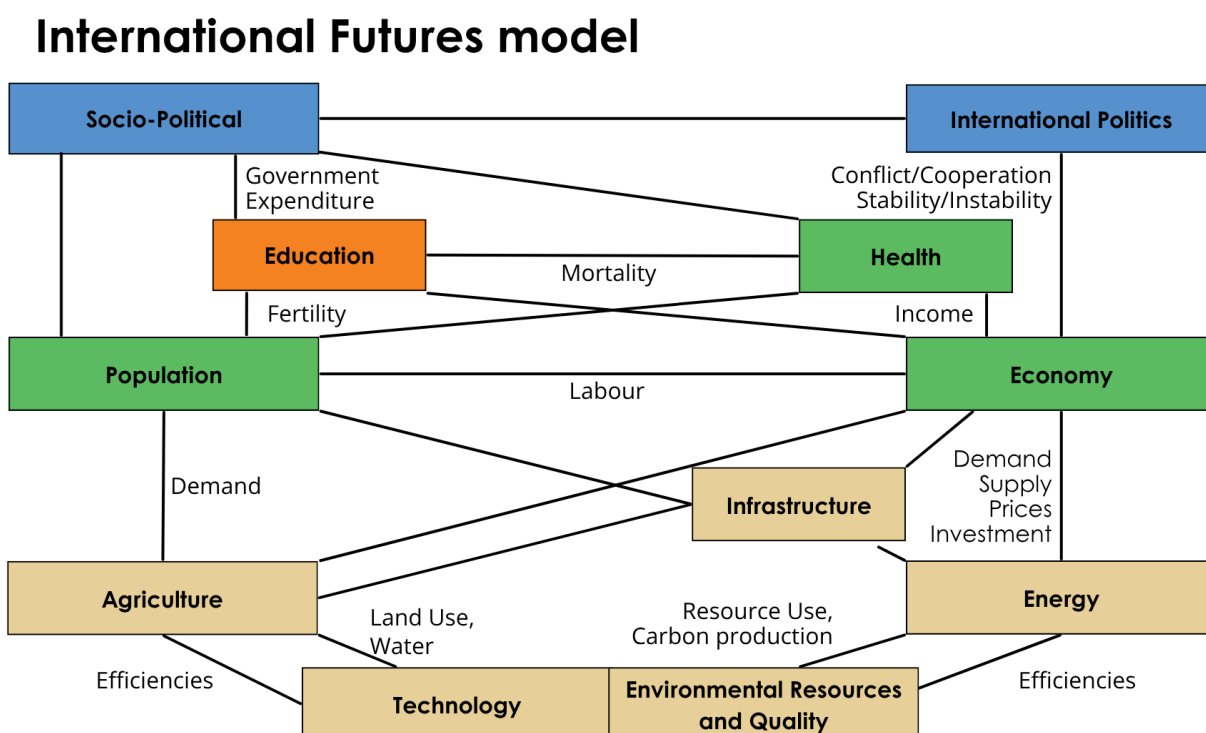 International Futures model
Socio-Political
International Politics
Government
Expenditure
Conflict/Cooperation
Stability/Instability
Education
Health
Mortality
Fertility
Income
Population
Economy
Labour
Demand
Demand
Supply
Prices
Investment
Infrastructure
Agriculture
Energy
Land Use,
Water
Resource Use,
Carbon production
Efficiencies
Efficiencies
Technology
Environmental Resources
and Quality